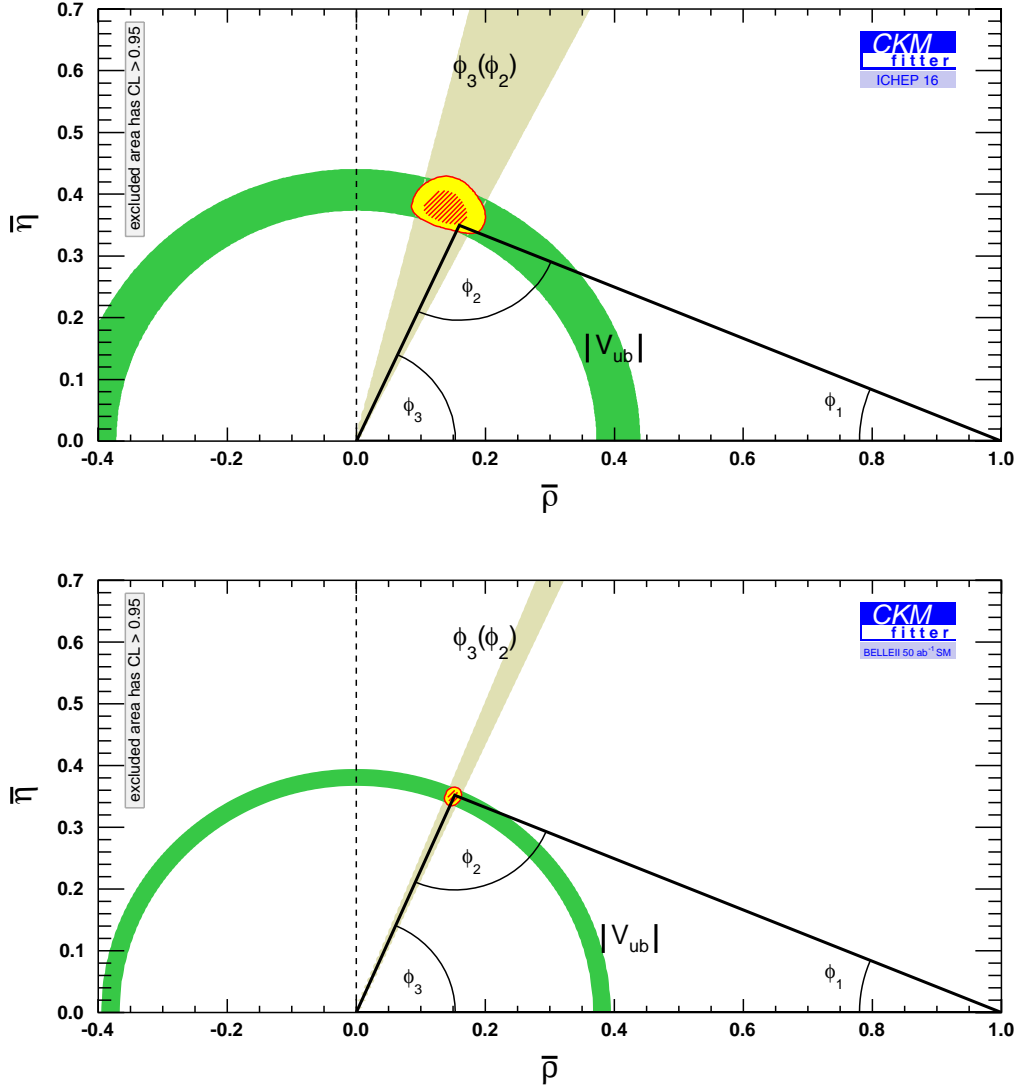 0.7
0.6
0.5
0.4
0.3
0.2
0.1
0.0
η̅
excluded area has CL > 0.95
ϕ3(ϕ2)
CKM
fitter
ICHEP 16
ϕ2
|Vub|
ϕ3
ϕ1
-0.4 -0.2 0.0 0.2 0.4 0.6 0.8 1.0
ρ̅
0.7
0.6
0.5
0.4
0.3
0.2
0.1
0.0
η̅
excluded area has CL > 0.95
ϕ3(ϕ2)
CKM
fitter
BELLEII 50 ab⁻¹ SM
ϕ2
|Vub|
ϕ3
ϕ1
-0.4 -0.2 0.0 0.2 0.4 0.6 0.8 1.0
ρ̅